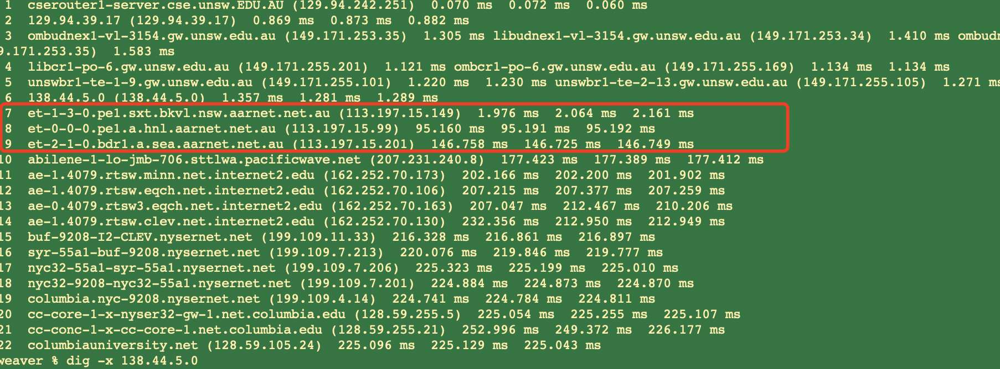 1 cserouter1-server.cse.unsw.EDU.AU (129.94.242.251) 0.070 ms 0.072 ms 0.060 ms
2 129.94.39.17 (129.94.39.17) 0.869 ms 0.873 ms 0.882 ms
3 ombudnex1-vl-3154.gw.unsw.edu.au (149.171.253.35) 1.305 ms libudnex1-vl-3154.gw.unsw.edu.au (149.171.253.34) 1.410 ms ombudn
9.171.253.35) 1.583 ms
4 libcr1-po-6.gw.unsw.edu.au (149.171.255.201) 1.121 ms ombcr1-po-6.gw.unsw.edu.au (149.171.255.169) 1.134 ms 1.134 ms
5 unswbr1-te-1-9.gw.unsw.edu.au (149.171.255.101) 1.220 ms 1.230 ms unswbr1-te-2-13.gw.unsw.edu.au (149.171.255.105) 1.271 ms
6 138.44.5.0 (138.44.5.0) 1.357 ms 1.281 ms 1.289 ms
7 et-1-3-0.pe1.sxt.bkvl.nsw.aarnet.net.au (113.197.15.149) 1.976 ms 2.064 ms 2.161 ms
8 et-0-0-0.pe1.a.hnl.aarnet.net.au (113.197.15.99) 95.160 ms 95.191 ms 95.192 ms
9 et-2-1-0.bdr1.a.sea.aarnet.net.au (113.197.15.201) 146.758 ms 146.725 ms 146.749 ms
10 abilene-1-lo-jmb-706.sttlwa.pacificwave.net (207.231.240.8) 177.423 ms 177.389 ms 177.412 ms
11 ae-1.4079.rtsw.minn.net.internet2.edu (162.252.70.173) 202.166 ms 202.200 ms 201.902 ms
12 ae-1.4079.rtsw.eqch.net.internet2.edu (162.252.70.106) 207.215 ms 207.377 ms 207.259 ms
13 ae-0.4079.rtsw3.eqch.net.internet2.edu (162.252.70.163) 207.047 ms 212.467 ms 210.206 ms
14 ae-1.4079.rtsw.clev.net.internet2.edu (162.252.70.130) 232.356 ms 212.950 ms 212.949 ms
15 buf-9208-I2-CLEV.nysernet.net (199.109.11.33) 216.328 ms 216.861 ms 216.897 ms
16 syr-55a1-buf-9208.nysernet.net (199.109.7.213) 220.076 ms 219.846 ms 219.777 ms
17 nyc32-55a1-syr-55a1.nysernet.net (199.109.7.206) 225.323 ms 225.199 ms 225.010 ms
18 nyc32-9208-nyc32-55a1.nysernet.net (199.109.7.201) 224.884 ms 224.873 ms 224.870 ms
19 columbia.nyc-9208.nysernet.net (199.109.4.14) 224.741 ms 224.784 ms 224.811 ms
20 cc-core-1-x-nyser32-gw-1.net.columbia.edu (128.59.255.5) 225.054 ms 225.255 ms 225.107 ms
21 cc-conc-1-x-cc-core-1.net.columbia.edu (128.59.255.21) 252.996 ms 249.372 ms 226.177 ms
22 columbiauniversity.net (128.59.105.24) 225.096 ms 225.129 ms 225.043 ms
weaver % dig -x 138.44.5.0